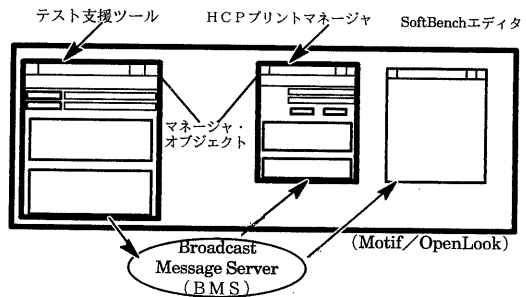 テスト支援ツール
HCPプリントマネージャ
SoftBenchエディタ
マネージャ・
オブジェクト
(Motif/OpenLook)
Broadcast
Message Server
(BMS)